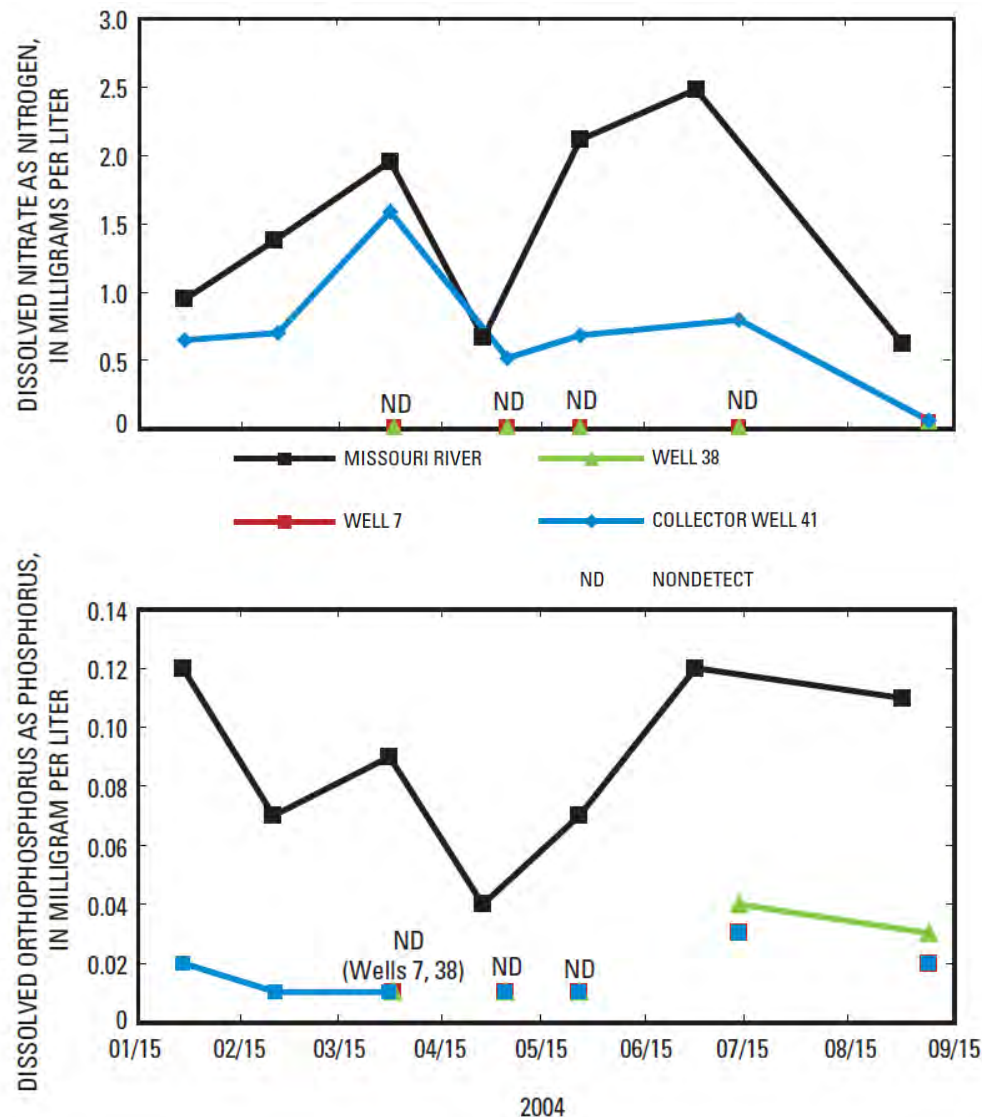 DISSOLVED NITRATE AS NITROGEN,
IN MILLIGRAMS PER LITER
3.0
2.5
2.0
1.5
1.0
0.5
0
ND
ND
ND
ND
MISSOURI RIVER
WELL 38
WELL 7
COLLECTOR WELL 41
ND NONDETECT
DISSOLVED ORTHOPHOSPHORUS AS PHOSPHORUS,
IN MILLIGRAM PER LITER
0.14
0.12
0.10
0.08
0.06
0.04
0.02
0
ND
(Wells 7, 38)
ND
ND
01/15
02/15
03/15
04/15
05/15
06/15
07/15
08/15
09/15
2004